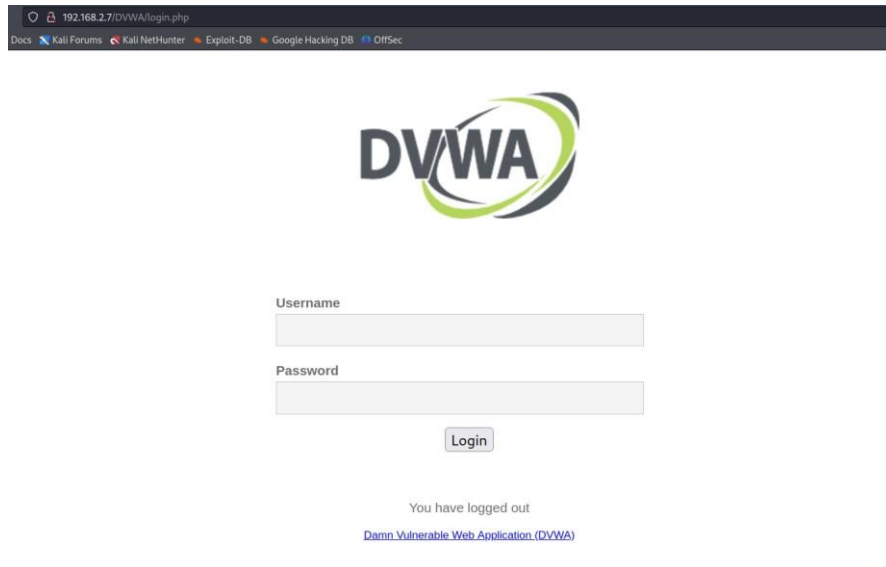 192.168.2.7/DVWA/login.php
Docs Kali Forums Kali NetHunter Exploit-DB Google Hacking DB OffSec
DVWA
Username
Password
Login
You have logged out
Damn Vulnerable Web Application (DVWA)